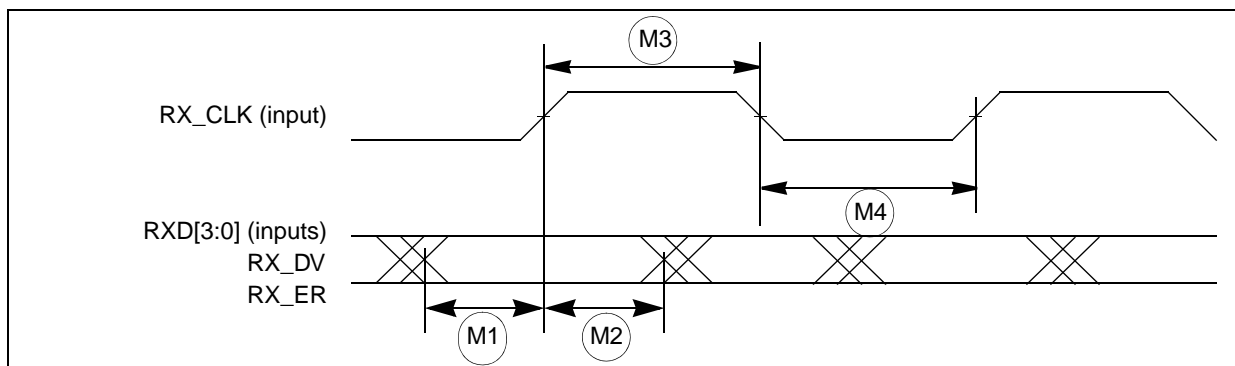 M3
RX_CLK (input)
M4
RXD[3:0] (inputs)
RX_DV
RX_ER
M1
M2